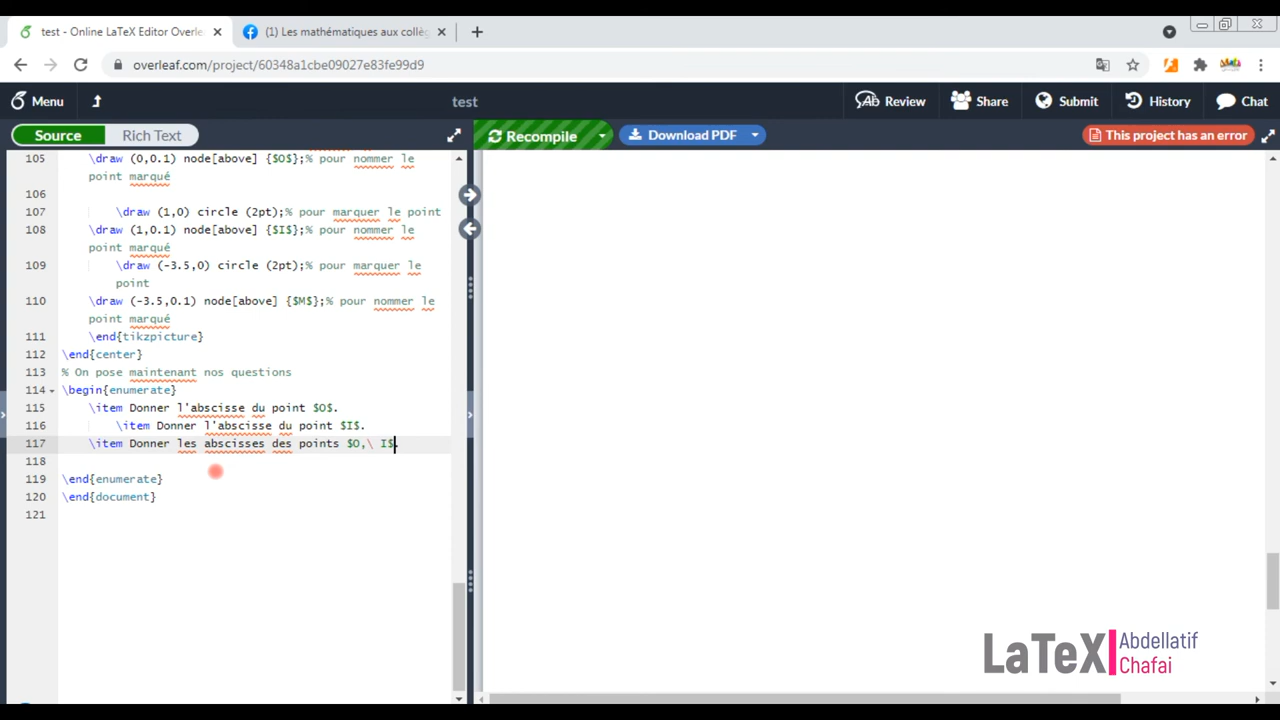 test - Online LaTeX Editor Overle
(1) Les mathématiques aux collèg
overleaf.com/project/60348a1cbe09027e83fe99d9
Menu
test
Review
Share
Submit
History
Chat
Source
Rich Text
Recompile
Download PDF
This project has an error
105 \draw (0,0.1) node[above] {$O$};% pour nommer le
point marqué
106
107 \draw (1,0) circle (2pt);% pour marquer le point
108 \draw (1,0.1) node[above] {$I$};% pour nommer le
point marqué
109 \draw (-3.5,0) circle (2pt);% pour marquer le
point
110 \draw (-3.5,0.1) node[above] {$M$};% pour nommer le
point marqué
111 \end{tikzpicture}
112 \end{center}
113 % On pose maintenant nos questions
114 \begin{enumerate}
115 \item Donner l'abscisse du point $O$.
116 \item Donner l'abscisse du point $I$.
117 \item Donner les abscisses des points $O,\ I$.
118
119 \end{enumerate}
120 \end{document}
121
LaTeX
Abdellatif
Chafai